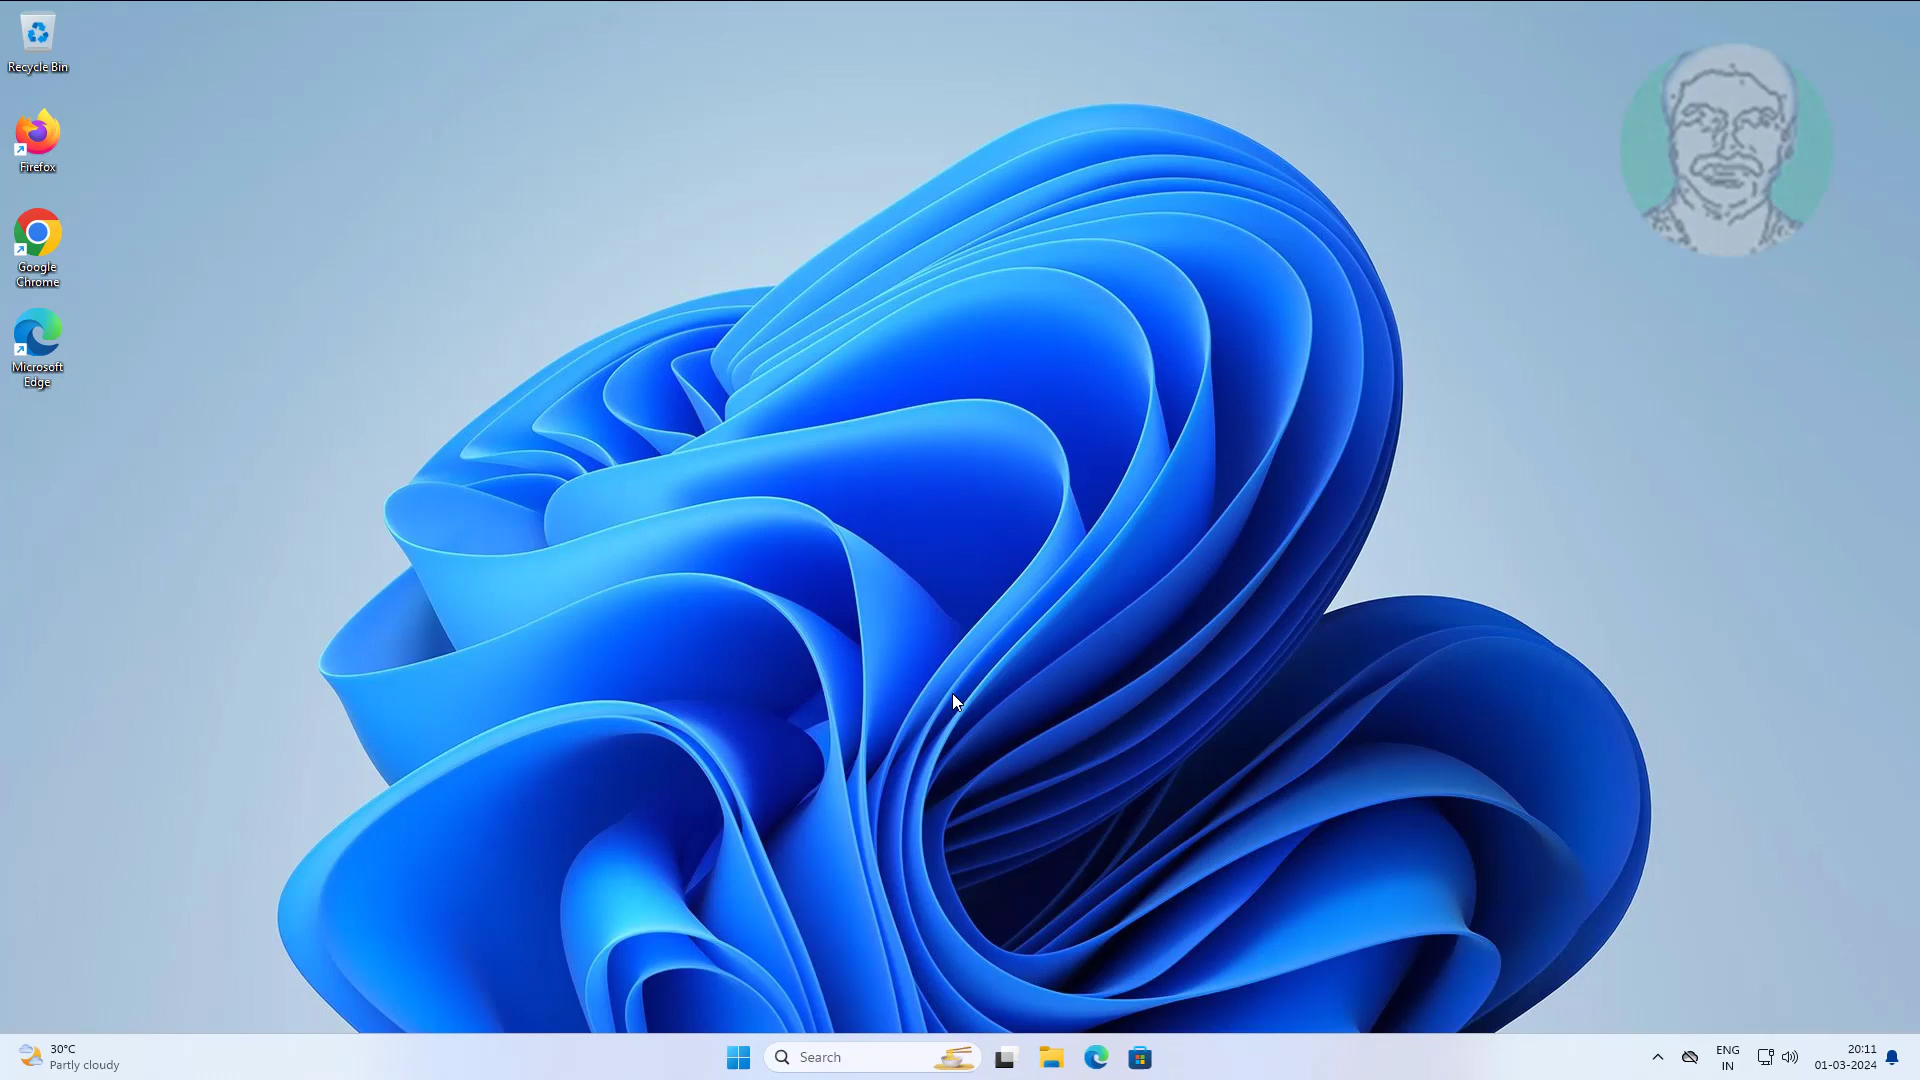 Recycle Bin
Firefox
Google
Chrome
Microsoft
Edge
30°C
Partly cloudy
Search
ENG
IN
20:11
01-03-2024